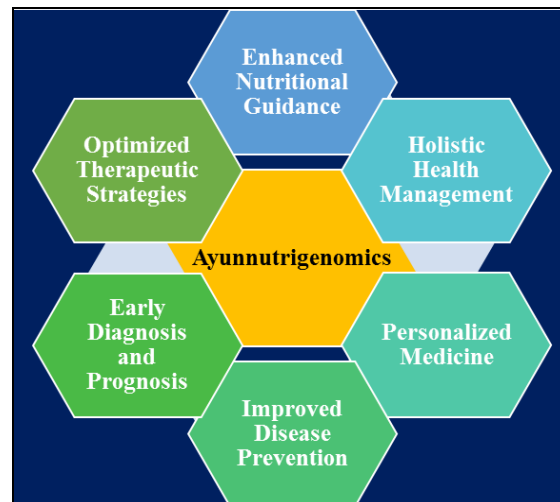 Enhanced
Nutritional
Guidance
Optimized
Therapeutic
Strategies
Holistic
Health
Management
Ayunnutrigenomics
Early
Diagnosis
and
Prognosis
Personalized
Medicine
Improved
Disease
Prevention